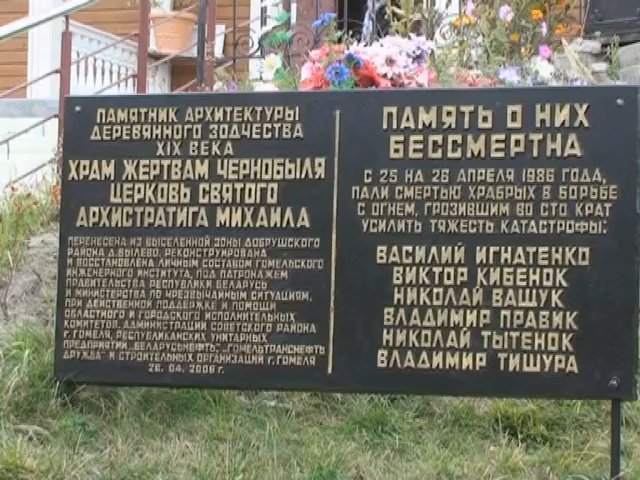 ПАМЯТНИК АРХИТЕКТУРЫ
ДЕРЕВЯННОГО ЗОДЧЕСТВА
XIX ВЕКА
ХРАМ ЖЕРТВАМ ЧЕРНОБЫЛЯ
ЦЕРКОВЬ СВЯТОГО
АРХИСТРАТИГА МИХАИЛА
ПЕРЕНЕСЕНА ИЗ ВЫСЕЛЕННОЙ ЗОНЫ ДОБРУШСКОГО
РАЙОНА Д.ВЫЛЕВО, РЕКОНСТРУИРОВАНА
И ВОССТАНОВЛЕНА ЛИЧНЫМ СОСТАВОМ ГОМЕЛЬСКОГО
ИНЖЕНЕРНОГО ИНСТИТУТА, ПОД ПАТРОНАЖЕМ
ПРАВИТЕЛЬСТВА РЕСПУБЛИКИ БЕЛАРУСЬ
И МИНИСТЕРСТВА ПО ЧРЕЗВЫЧАЙНЫМ СИТУАЦИЯМ,
ПРИ ДЕЙСТВЕННОЙ ПОДДЕРЖКЕ И ПОМОЩИ
ОБЛАСТНОГО И ГОРОДСКОГО ИСПОЛНИТЕЛЬНЫХ
КОМИТЕТОВ, АДМИНИСТРАЦИИ СОВЕТСКОГО РАЙОНА
Г.ГОМЕЛЯ, РЕСПУБЛИКАНСКИХ УНИТАРНЫХ
ПРЕДПРИЯТИЙ „БЕЛАРУСЬНЕФТЬ", „ГОМЕЛЬТРАНСНЕФТЬ
ДРУЖБА" И СТРОИТЕЛЬНЫХ ОРГАНИЗАЦИЙ Г.ГОМЕЛЯ
26. 04. 2006 Г.
ПАМЯТЬ О НИХ
БЕССМЕРТНА
С 25 НА 26 АПРЕЛЯ 1986 ГОДА,
ПАЛИ СМЕРТЬЮ ХРАБРЫХ В БОРЬБЕ
С ОГНЕМ, ГРОЗИВШИМ ВО СТО КРАТ
УСИЛИТЬ ТЯЖЕСТЬ КАТАСТРОФЫ:
ВАСИЛИЙ ИГНАТЕНКО
ВИКТОР КИБЕНОК
НИКОЛАЙ ВАЩУК
ВЛАДИМИР ПРАВИК
НИКОЛАЙ ТЫТЕНОК
ВЛАДИМИР ТИШУРА